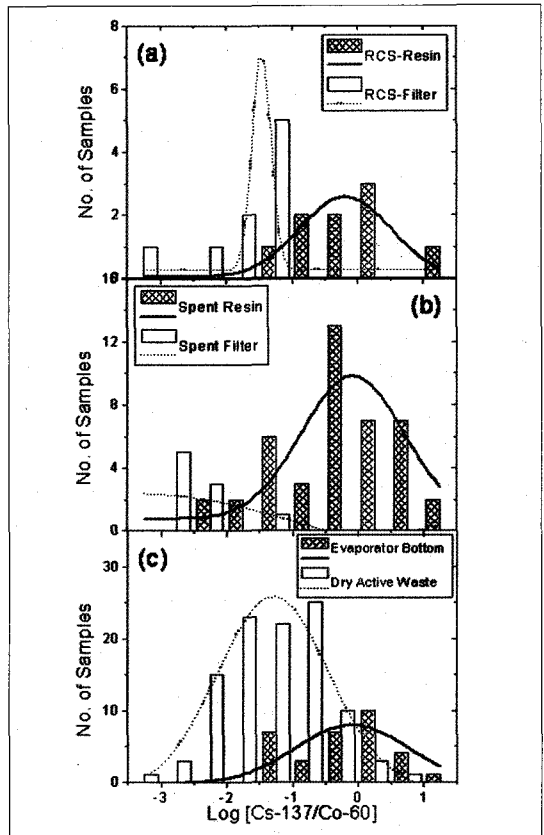 (a)
RCS-Resin
RCS-Filter
No. of Samples
8
6
4
2
(b)
Spent Resin
Spent Filter
No. of Samples
12
8
4
0
(c)
Evaporator Bottom
Dry Active Waste
No. of Samples
20
10
0
-3 -2 -1 0 1
Log [Cs-137/Co-60]